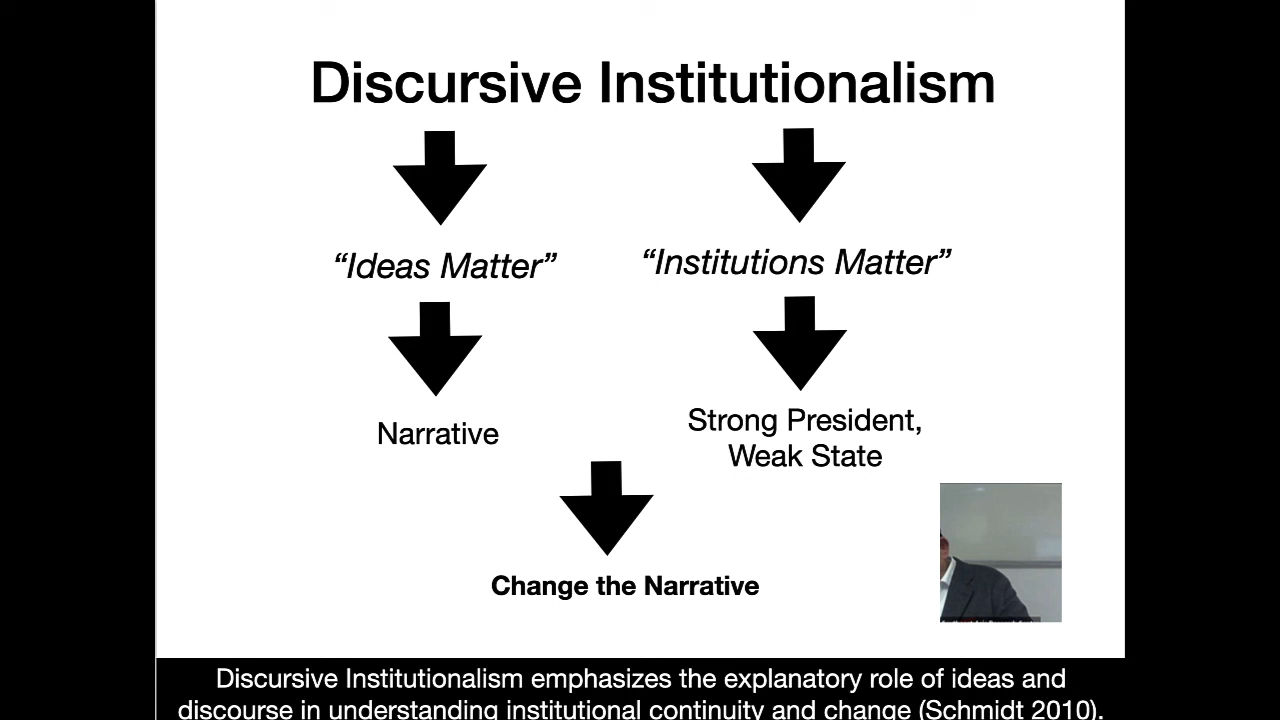 Discursive Institutionalism
“Ideas Matter”
“Institutions Matter”
Narrative
Strong President,
Weak State
Change the Narrative
Discursive Institutionalism emphasizes the explanatory role of ideas and
discourse in understanding institutional continuity and change (Schmidt 2010).